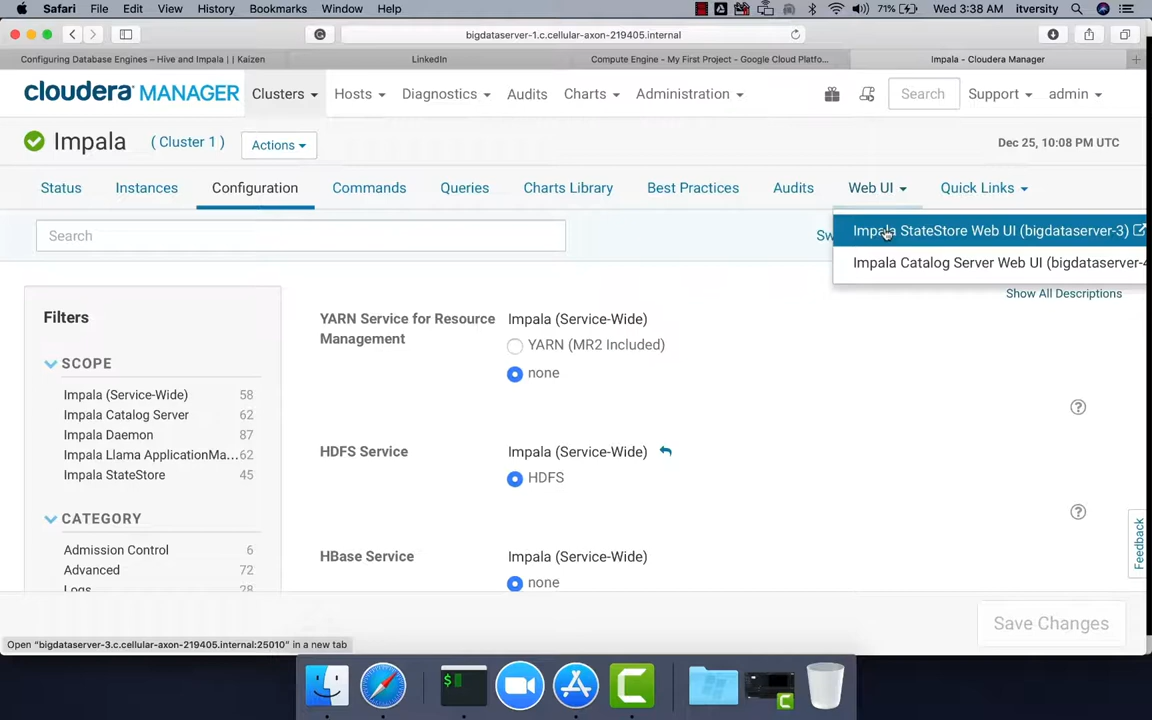 Safari File Edit View History Bookmarks Window Help 71% Wed 3:38 AM itversity
bigdataserver-1.c.cellular-axon-219405.internal
Configuring Database Engines – Hive and Impala | | Kaizen LinkedIn Compute Engine - My First Project - Google Cloud Platfo... Impala - Cloudera Manager
cloudera MANAGER Clusters Hosts Diagnostics Audits Charts Administration Search Support admin
Impala ( Cluster 1 ) Actions Dec 25, 10:08 PM UTC
Status Instances Configuration Commands Queries Charts Library Best Practices Audits Web UI Quick Links
Impala StateStore Web UI (bigdataserver-3)
Search Sw
Impala Catalog Server Web UI (bigdataserver-
Show All Descriptions
Filters
SCOPE
Impala (Service-Wide) 58
Impala Catalog Server 62
Impala Daemon 87
Impala Llama ApplicationMa... 62
Impala StateStore 45
CATEGORY
Admission Control 6
Advanced 72
Logs 28
YARN Service for Resource Management
Impala (Service-Wide)
YARN (MR2 Included)
none
HDFS Service Impala (Service-Wide)
HDFS
HBase Service Impala (Service-Wide)
none
Feedback
Save Changes
Open "bigdataserver-3.c.cellular-axon-219405.internal:25010" in a new tab